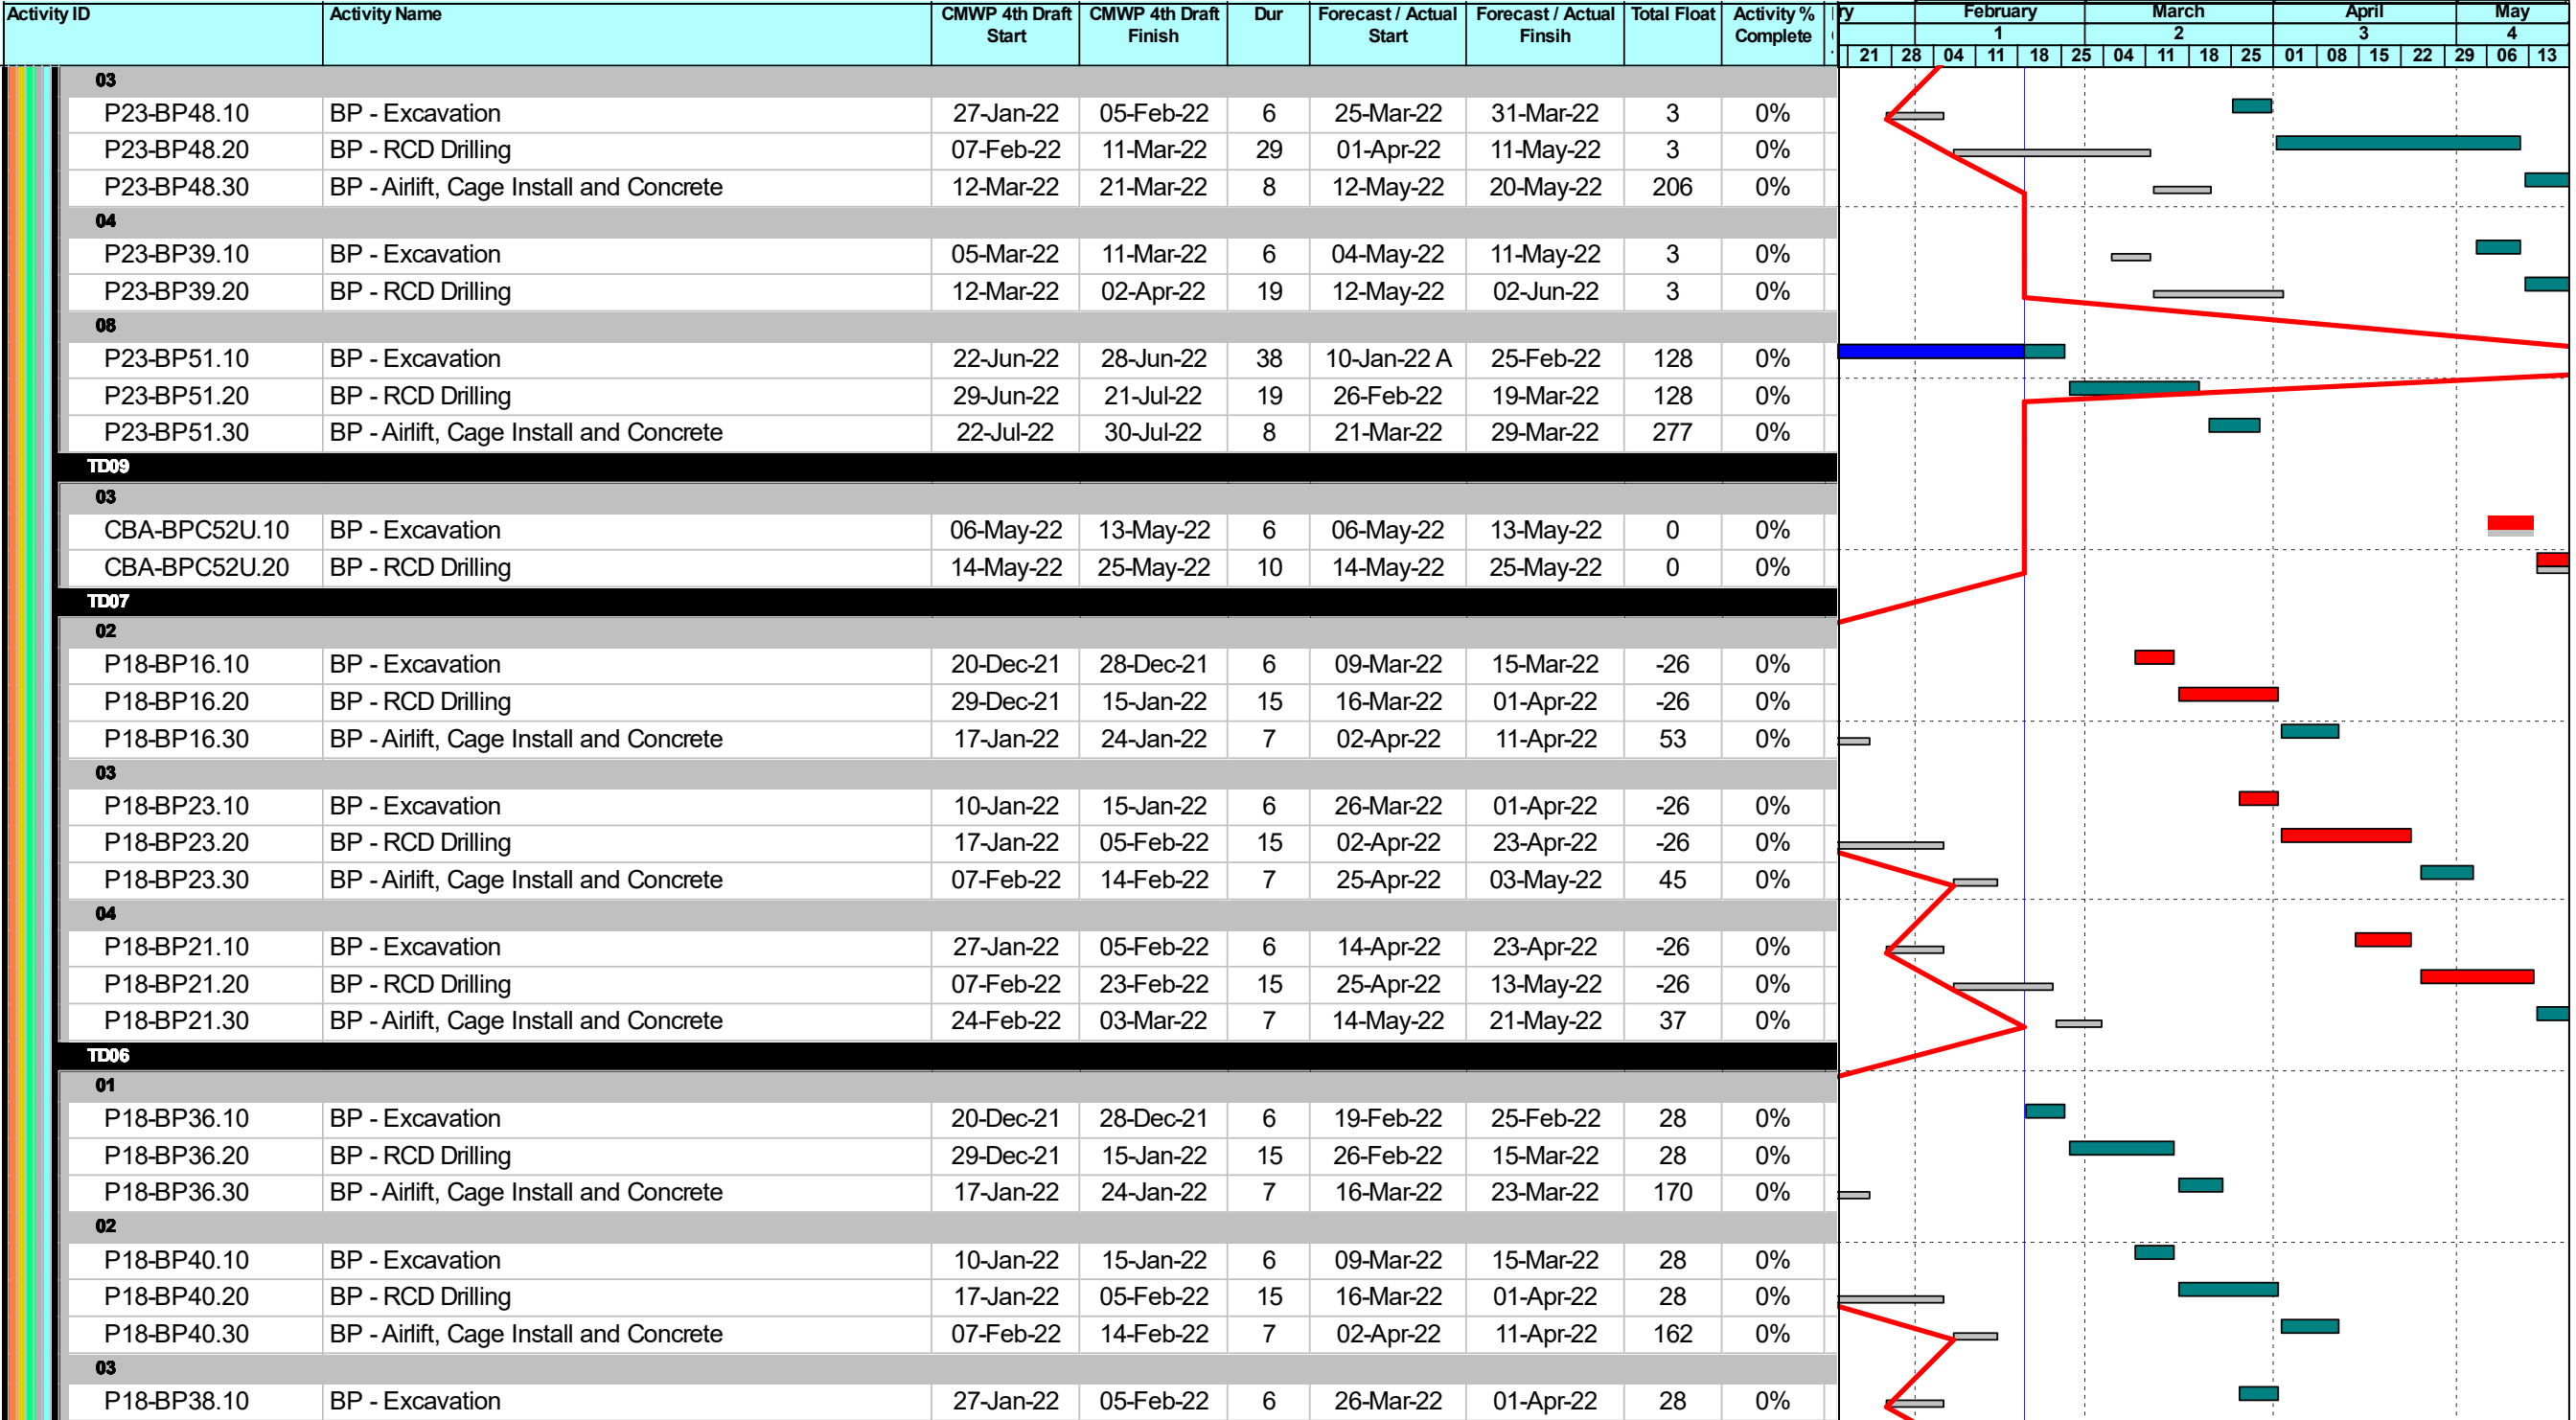 Activity ID Activity Name CMWP 4th Draft Start CMWP 4th Draft Finish Dur Forecast / Actual Start Forecast / Actual Finsih Total Float Activity % Complete ry February March April May
1 2 3 4
21 28 04 11 18 25 04 11 18 25 01 08 15 22 29 06 13
03
P23-BP48.10 BP - Excavation 27-Jan-22 05-Feb-22 6 25-Mar-22 31-Mar-22 3 0%
P23-BP48.20 BP - RCD Drilling 07-Feb-22 11-Mar-22 29 01-Apr-22 11-May-22 3 0%
P23-BP48.30 BP - Airlift, Cage Install and Concrete 12-Mar-22 21-Mar-22 8 12-May-22 20-May-22 206 0%
04
P23-BP39.10 BP - Excavation 05-Mar-22 11-Mar-22 6 04-May-22 11-May-22 3 0%
P23-BP39.20 BP - RCD Drilling 12-Mar-22 02-Apr-22 19 12-May-22 02-Jun-22 3 0%
08
P23-BP51.10 BP - Excavation 22-Jun-22 28-Jun-22 38 10-Jan-22 A 25-Feb-22 128 0%
P23-BP51.20 BP - RCD Drilling 29-Jun-22 21-Jul-22 19 26-Feb-22 19-Mar-22 128 0%
P23-BP51.30 BP - Airlift, Cage Install and Concrete 22-Jul-22 30-Jul-22 8 21-Mar-22 29-Mar-22 277 0%
TD09
03
CBA-BPC52U.10 BP - Excavation 06-May-22 13-May-22 6 06-May-22 13-May-22 0 0%
CBA-BPC52U.20 BP - RCD Drilling 14-May-22 25-May-22 10 14-May-22 25-May-22 0 0%
TD07
02
P18-BP16.10 BP - Excavation 20-Dec-21 28-Dec-21 6 09-Mar-22 15-Mar-22 -26 0%
P18-BP16.20 BP - RCD Drilling 29-Dec-21 15-Jan-22 15 16-Mar-22 01-Apr-22 -26 0%
P18-BP16.30 BP - Airlift, Cage Install and Concrete 17-Jan-22 24-Jan-22 7 02-Apr-22 11-Apr-22 53 0%
03
P18-BP23.10 BP - Excavation 10-Jan-22 15-Jan-22 6 26-Mar-22 01-Apr-22 -26 0%
P18-BP23.20 BP - RCD Drilling 17-Jan-22 05-Feb-22 15 02-Apr-22 23-Apr-22 -26 0%
P18-BP23.30 BP - Airlift, Cage Install and Concrete 07-Feb-22 14-Feb-22 7 25-Apr-22 03-May-22 45 0%
04
P18-BP21.10 BP - Excavation 27-Jan-22 05-Feb-22 6 14-Apr-22 23-Apr-22 -26 0%
P18-BP21.20 BP - RCD Drilling 07-Feb-22 23-Feb-22 15 25-Apr-22 13-May-22 -26 0%
P18-BP21.30 BP - Airlift, Cage Install and Concrete 24-Feb-22 03-Mar-22 7 14-May-22 21-May-22 37 0%
TD06
01
P18-BP36.10 BP - Excavation 20-Dec-21 28-Dec-21 6 19-Feb-22 25-Feb-22 28 0%
P18-BP36.20 BP - RCD Drilling 29-Dec-21 15-Jan-22 15 26-Feb-22 15-Mar-22 28 0%
P18-BP36.30 BP - Airlift, Cage Install and Concrete 17-Jan-22 24-Jan-22 7 16-Mar-22 23-Mar-22 170 0%
02
P18-BP40.10 BP - Excavation 10-Jan-22 15-Jan-22 6 09-Mar-22 15-Mar-22 28 0%
P18-BP40.20 BP - RCD Drilling 17-Jan-22 05-Feb-22 15 16-Mar-22 01-Apr-22 28 0%
P18-BP40.30 BP - Airlift, Cage Install and Concrete 07-Feb-22 14-Feb-22 7 02-Apr-22 11-Apr-22 162 0%
03
P18-BP38.10 BP - Excavation 27-Jan-22 05-Feb-22 6 26-Mar-22 01-Apr-22 28 0%